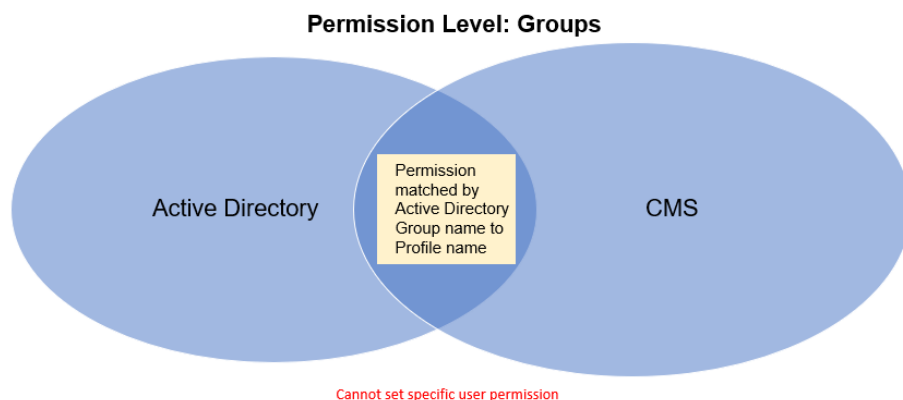 Permission Level: Groups
Active Directory
Permission
matched by
Active Directory
Group name to
Profile name
CMS
Cannot set specific user permission